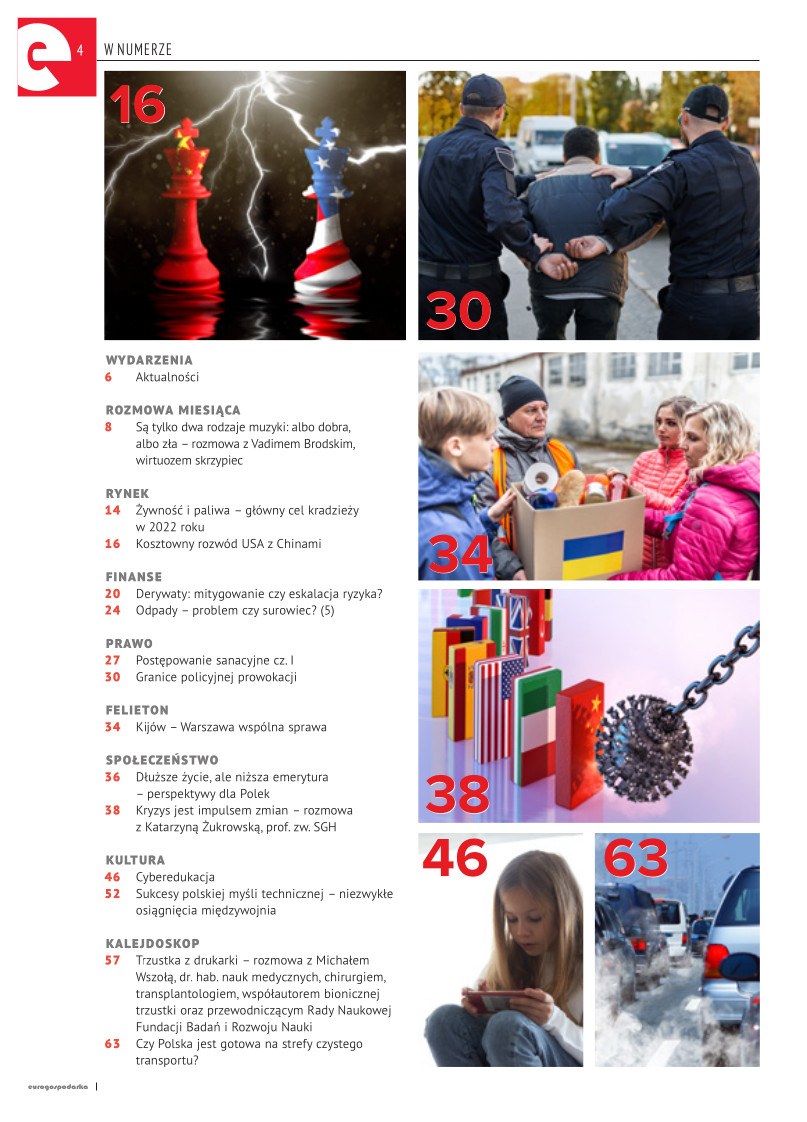 e
4
W NUMERZE
16
30
WYDARZENIA
6 Aktualności
ROZMOWA MIESIĄCA
8 Są tylko dwa rodzaje muzyki: albo dobra,
albo zła – rozmowa z Vadimem Brodskim,
wirtuozem skrzypiec
RYNEK
14 Żywność i paliwa – główny cel kradzieży
w 2022 roku
16 Kosztowny rozwód USA z Chinami
FINANSE
20 Derywaty: mitygowanie czy eskalacja ryzyka?
24 Odpady – problem czy surowiec? (5)
PRAWO
27 Postępowanie sanacyjne cz. I
30 Granice policyjnej prowokacji
FELIETON
34 Kijów – Warszawa wspólna sprawa
SPOŁECZEŃSTWO
36 Dłuższe życie, ale niższa emerytura
– perspektywy dla Polek
38 Kryzys jest impulsem zmian – rozmowa
z Katarzyną Żukrowską, prof. zw. SGH
KULTURA
46 Cyberedukacja
52 Sukcesy polskiej myśli technicznej – niezwykłe
osiągnięcia międzywojnia
KALEJDOSKOP
57 Trzustka z drukarki – rozmowa z Michałem
Wszołą, dr. hab. nauk medycznych, chirurgiem,
transplantologiem, współautorem bionicznej
trzustki oraz przewodniczącym Rady Naukowej
Fundacji Badań i Rozwoju Nauki
63 Czy Polska jest gotowa na strefy czystego
transportu?
34
38
46
63
eurogospodarka